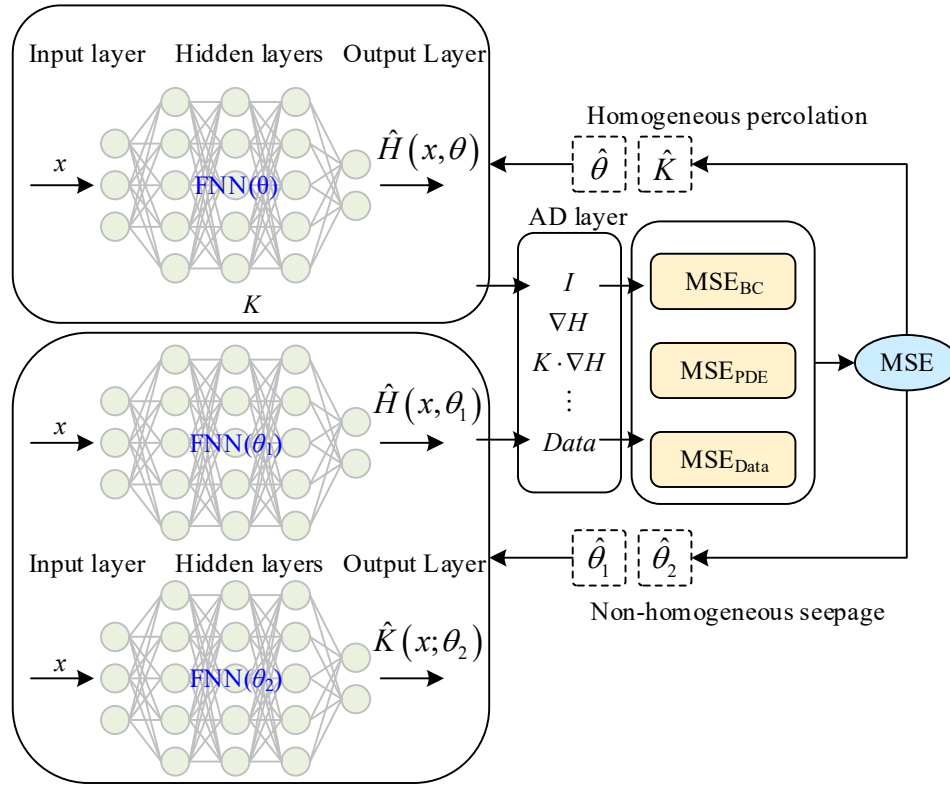 Input layer Hidden layers Output Layer
x
FNN(θ)
Ĥ(x,θ)
K
Homogeneous percolation
θ̂
K̂
AD layer
I
∇H
K·∇H
⋮
Data
MSE_BC
MSE_PDE
MSE_Data
MSE
x
FNN(θ₁)
Ĥ(x,θ₁)
Input layer Hidden layers Output Layer
x
FNN(θ₂)
K̂(x;θ₂)
θ̂₁
θ̂₂
Non-homogeneous seepage